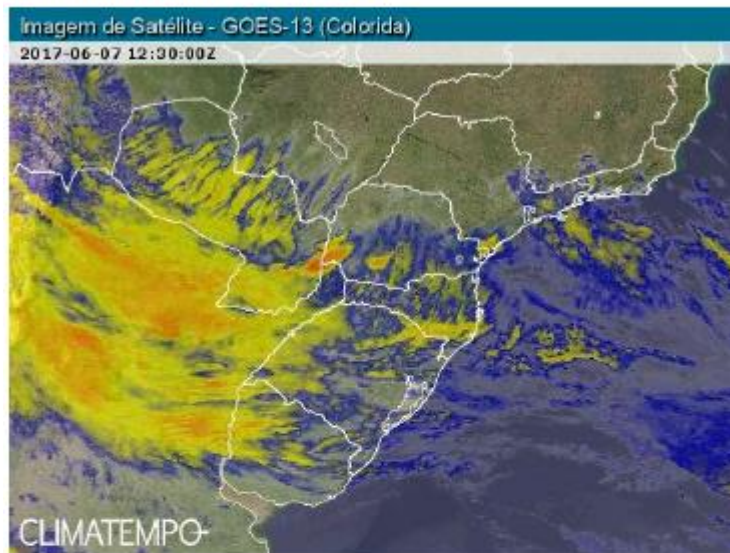 Imagem de Satélite - GOES-13 (Colorida)
2017-06-07 12:30:00Z
CLIMATEMPO